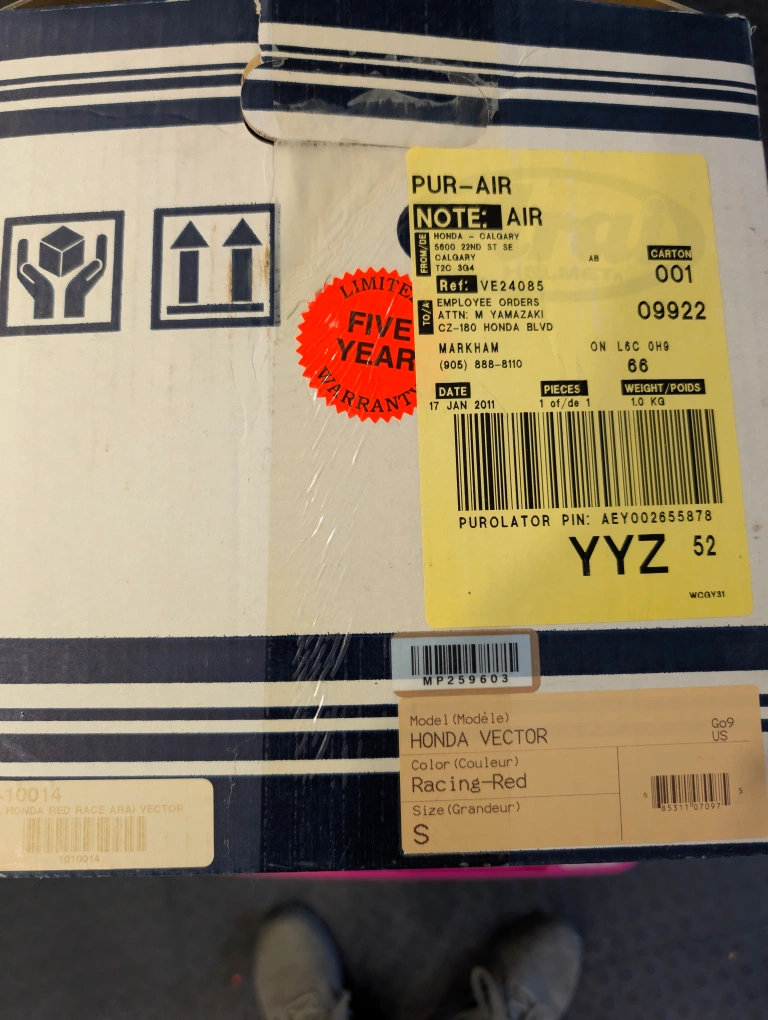 PUR-AIR
NOTE: AIR
FROM/DE
HONDA - CALGARY
5600 22ND ST SE
CALGARY AB
T2C 3G4
CARTON
001
Ref: VE24085
TO/A
EMPLOYEE ORDERS
ATTN: M YAMAZAKI
CZ-180 HONDA BLVD
09922
MARKHAM ON L6C 0H9
(905) 888-8110 66
DATE PIECES WEIGHT/POIDS
17 JAN 2011 1 of/de 1 1.0 KG
PUROLATOR PIN: AEY002655878
YYZ 52
WCGY31
LIMITED
FIVE
YEAR
WARRANTY
MP259603
Model(Modèle)
HONDA VECTOR
Go9
US
Color(Couleur)
Racing-Red
Size(Grandeur)
S
6 85311 07097 5
-10014
HONDA RED RACE ARAI VECTOR
1010014